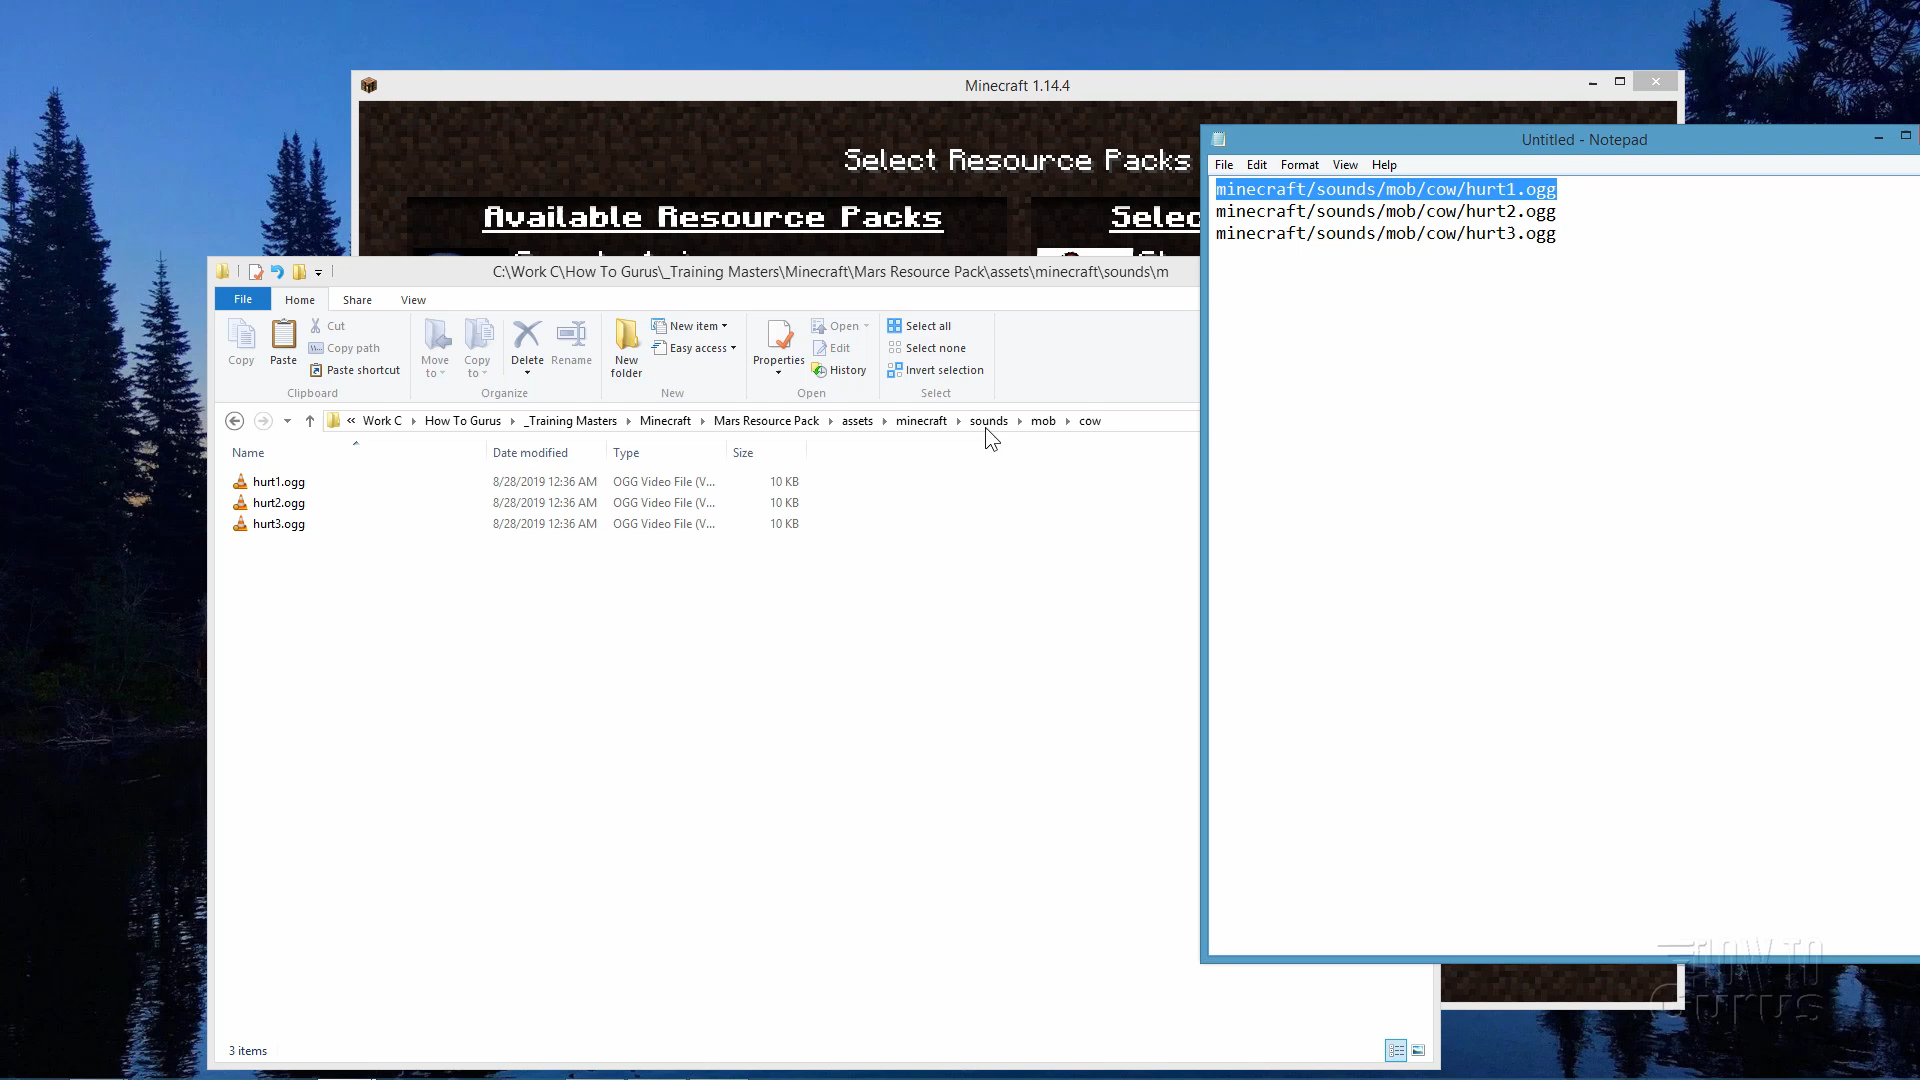 Minecraft 1.14.4
Select Resource Packs
Available Resource Packs
Selec
Untitled - Notepad
File Edit Format View Help
minecraft/sounds/mob/cow/hurt1.ogg
minecraft/sounds/mob/cow/hurt2.ogg
minecraft/sounds/mob/cow/hurt3.ogg
C:\Work C\How To Gurus\_Training Masters\Minecraft\Mars Resource Pack\assets\minecraft\sounds\m
File Home Share View
Copy
Paste
Cut
Copy path
Paste shortcut
Clipboard
Move to
Copy to
Delete
Rename
Organize
New folder
New item
Easy access
New
Properties
Open
Edit
History
Open
Select all
Select none
Invert selection
Select
« Work C How To Gurus _Training Masters Minecraft Mars Resource Pack assets minecraft sounds mob cow
Name Date modified Type Size
hurt1.ogg 8/28/2019 12:36 AM OGG Video File (V... 10 KB
hurt2.ogg 8/28/2019 12:36 AM OGG Video File (V... 10 KB
hurt3.ogg 8/28/2019 12:36 AM OGG Video File (V... 10 KB
3 items
HOW TO
Gurus